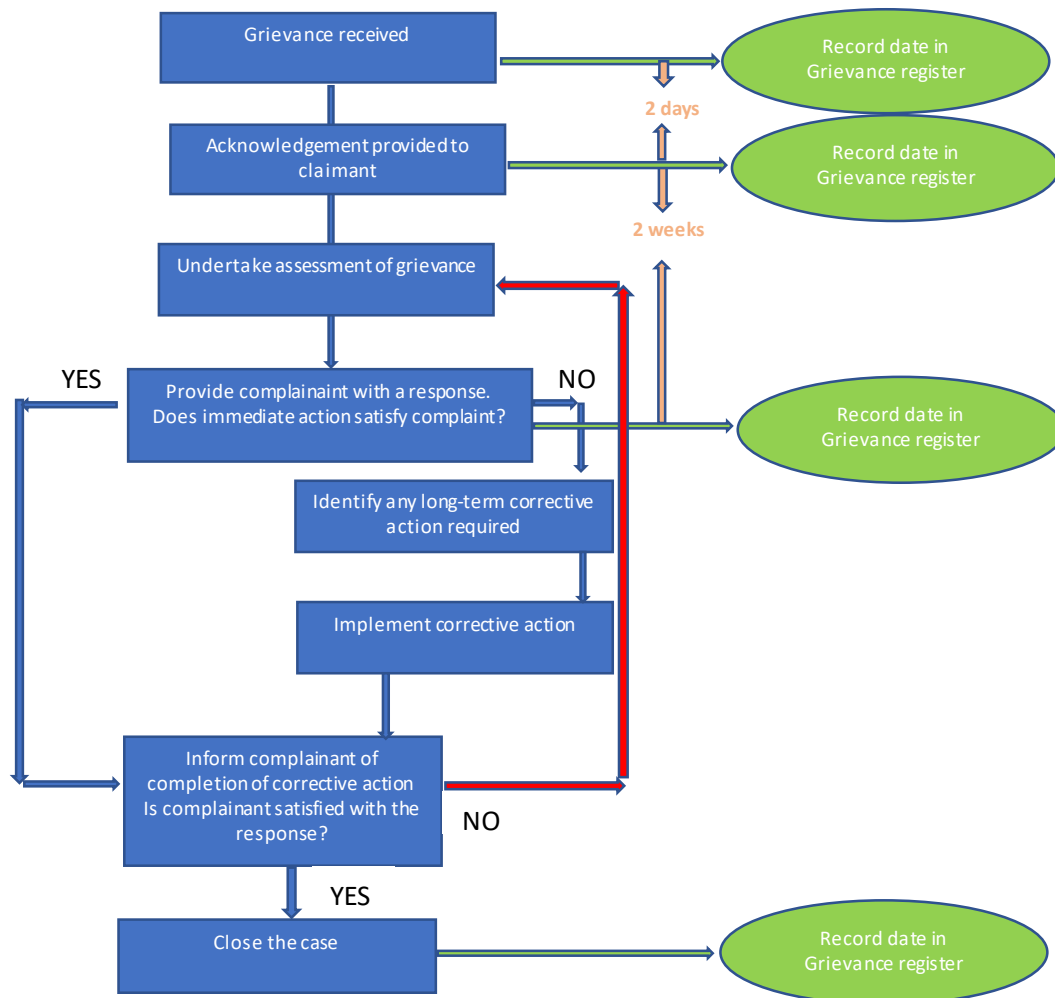 Grievance received
Record date in
Grievance register
2 days
Acknowledgement provided to
claimant
Record date in
Grievance register
2 weeks
Undertake assessment of grievance
YES
Provide complainaint with a response.
Does immediate action satisfy complaint?
NO
Record date in
Grievance register
Identify any long-term corrective
action required
Implement corrective action
Inform complainant of
completion of corrective action
Is complainant satisfied with the
response?
NO
YES
Close the case
Record date in
Grievance register